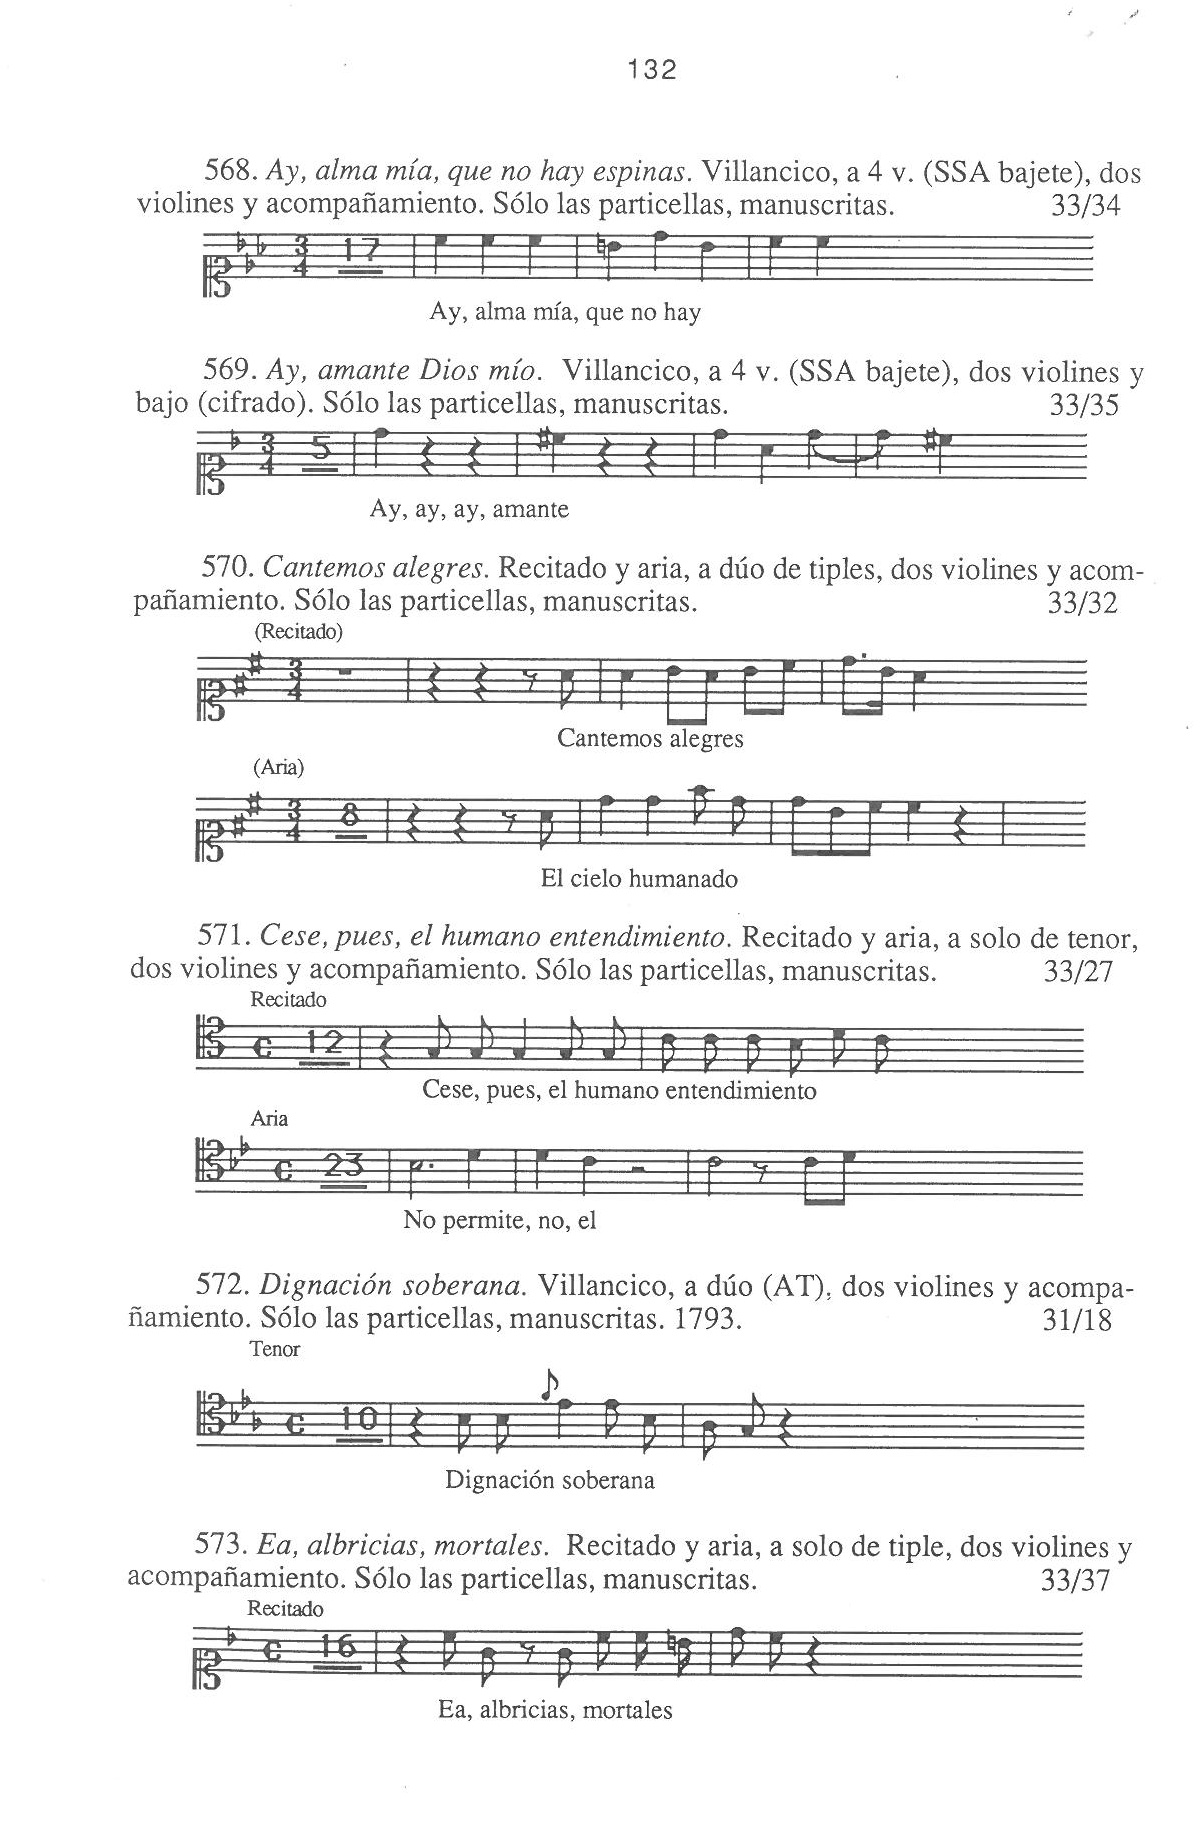 132
568. Ay, alma mía, que no hay espinas. Villancico, a 4 v. (SSA bajete), dos
violines y acompañamiento. Sólo las particellas, manuscritas. 33/34
3/4 17
Ay, alma mía, que no hay
569. Ay, amante Dios mío. Villancico, a 4 v. (SSA bajete), dos violines y
bajo (cifrado). Sólo las particellas, manuscritas. 33/35
3/4 5
Ay, ay, ay, amante
570. Cantemos alegres. Recitado y aria, a dúo de tiples, dos violines y acom-
pañamiento. Sólo las particellas, manuscritas. 33/32
(Recitado)
3/4
Cantemos alegres
(Aria)
3/4 8
El cielo humanado
571. Cese, pues, el humano entendimiento. Recitado y aria, a solo de tenor,
dos violines y acompañamiento. Sólo las particellas, manuscritas. 33/27
Recitado
12
Cese, pues, el humano entendimiento
Aria
23
No permite, no, el
572. Dignación soberana. Villancico, a dúo (AT), dos violines y acompa-
ñamiento. Sólo las particellas, manuscritas. 1793. 31/18
Tenor
10
Dignación soberana
573. Ea, albricias, mortales. Recitado y aria, a solo de tiple, dos violines y
acompañamiento. Sólo las particellas, manuscritas. 33/37
Recitado
16
Ea, albricias, mortales